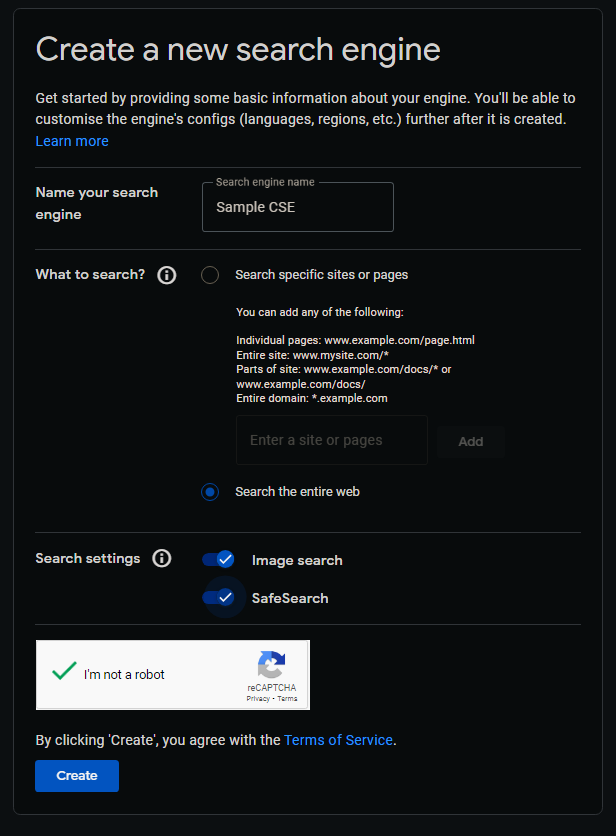 Create a new search engine
Get started by providing some basic information about your engine. You'll be able to
customise the engine's configs (languages, regions, etc.) further after it is created.
Learn more
Name your search
engine
Search engine name
Sample CSE
What to search?
Search specific sites or pages
You can add any of the following:
Individual pages: www.example.com/page.html
Entire site: www.mysite.com/*
Parts of site: www.example.com/docs/* or
www.example.com/docs/
Entire domain: *.example.com
Enter a site or pages
Add
Search the entire web
Search settings
Image search
SafeSearch
I'm not a robot
reCAPTCHA
Privacy - Terms
By clicking 'Create', you agree with the Terms of Service.
Create